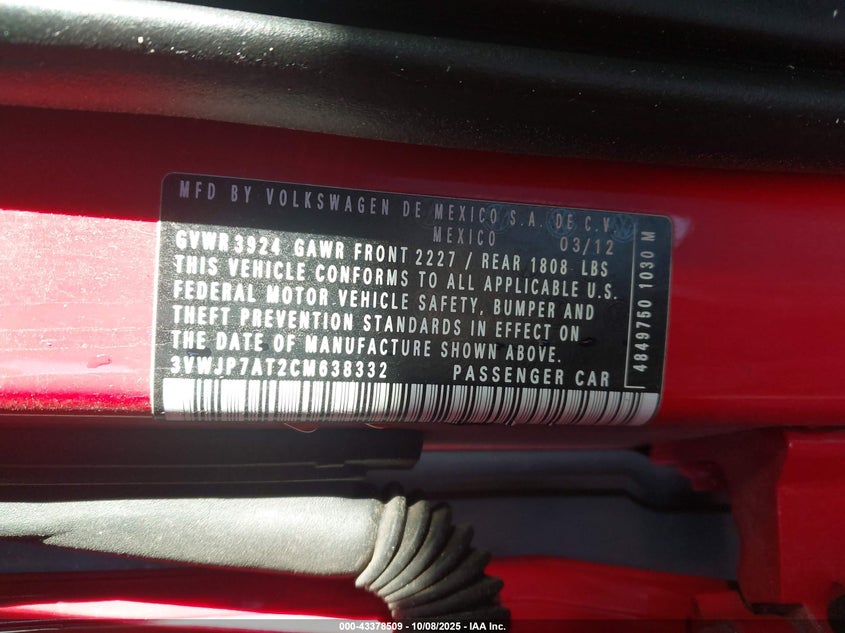 MFD BY VOLKSWAGEN DE MEXICO S.A. DE C.V.
MEXICO 03/12
GVWR 3924 GAWR FRONT 2227 / REAR 1808 LBS
THIS VEHICLE CONFORMS TO ALL APPLICABLE U.S.
FEDERAL MOTOR VEHICLE SAFETY, BUMPER AND
THEFT PREVENTION STANDARDS IN EFFECT ON
THE DATE OF MANUFACTURE SHOWN ABOVE.
3VWJP7AT2CM638332 PASSENGER CAR
4849750 1030 M
000-43378509 - 10/08/2025 - IAA Inc.